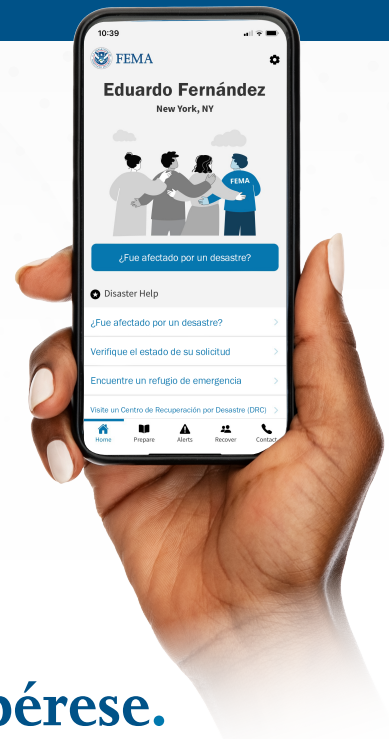 10:39
FEMA
Eduardo Fernández
New York, NY
FEMA
¿Fue afectado por un desastre?
Disaster Help
¿Fue afectado por un desastre?
Verifique el estado de su solicitud
Encuentre un refugio de emergencia
Visite un Centro de Recuperación por Desastre (DRC)
Home Prepare Alerts Recover Contact
pérese.